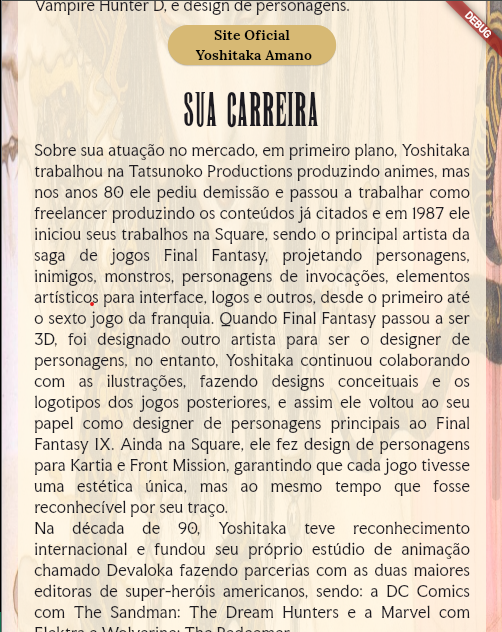 Vampire Hunter D, e design de personagens.
DEBUG
Site Oficial
Yoshitaka Amano
SUA CARREIRA
Sobre sua atuação no mercado, em primeiro plano, Yoshitaka
trabalhou na Tatsunoko Productions produzindo animes, mas
nos anos 80 ele pediu demissão e passou a trabalhar como
freelancer produzindo os conteúdos já citados e em 1987 ele
iniciou seus trabalhos na Square, sendo o principal artista da
saga de jogos Final Fantasy, projetando personagens,
inimigos, monstros, personagens de invocações, elementos
artísticos para interface, logos e outros, desde o primeiro até
o sexto jogo da franquia. Quando Final Fantasy passou a ser
3D, foi designado outro artista para ser o designer de
personagens, no entanto, Yoshitaka continuou colaborando
com as ilustrações, fazendo designs conceituais e os
logotipos dos jogos posteriores, e assim ele voltou ao seu
papel como designer de personagens principais ao Final
Fantasy IX. Ainda na Square, ele fez design de personagens
para Kartia e Front Mission, garantindo que cada jogo tivesse
uma estética única, mas ao mesmo tempo que fosse
reconhecível por seu traço.
Na década de 90, Yoshitaka teve reconhecimento
internacional e fundou seu próprio estúdio de animação
chamado Devaloka fazendo parcerias com as duas maiores
editoras de super-heróis americanos, sendo: a DC Comics
com The Sandman: The Dream Hunters e a Marvel com
Elektra e Wolverine: The Redeemer.